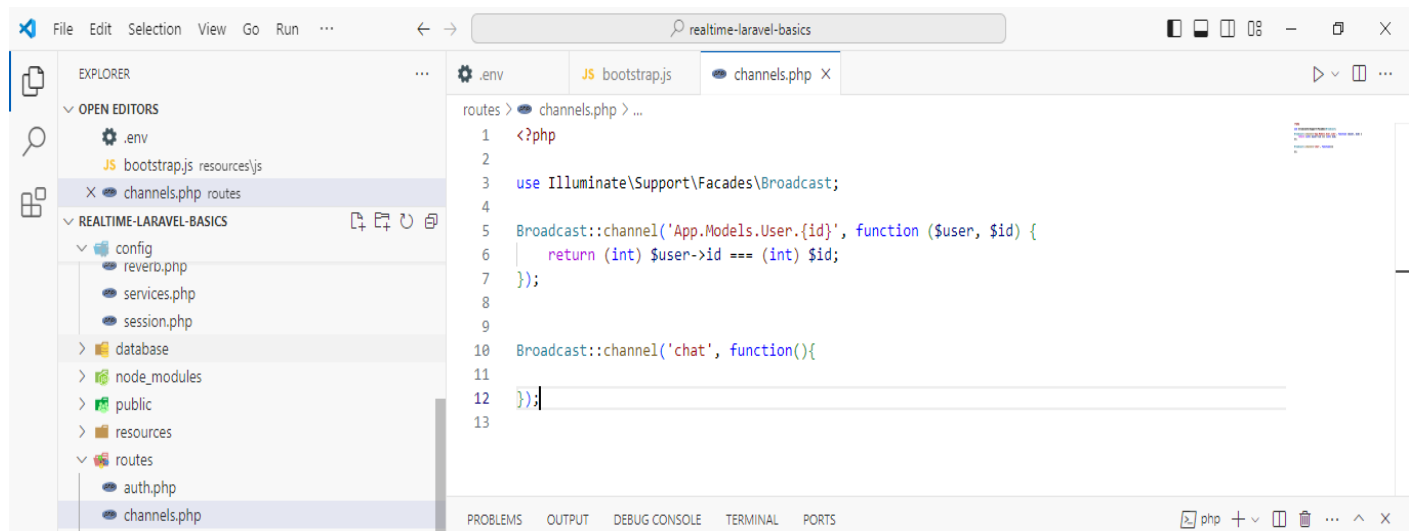 File Edit Selection View Go Run ···
realtime-laravel-basics
EXPLORER ···
OPEN EDITORS
.env
JS bootstrap.js resources\js
channels.php routes
REALTIME-LARAVEL-BASICS
config
reverb.php
services.php
session.php
database
node_modules
public
resources
routes
auth.php
channels.php
.env JS bootstrap.js channels.php
routes > channels.php > ...
1 <?php
2
3 use Illuminate\Support\Facades\Broadcast;
4
5 Broadcast::channel('App.Models.User.{id}', function ($user, $id) {
6     return (int) $user->id === (int) $id;
7 });
8
9
10 Broadcast::channel('chat', function(){
11
12 });
13
PROBLEMS OUTPUT DEBUG CONSOLE TERMINAL PORTS php